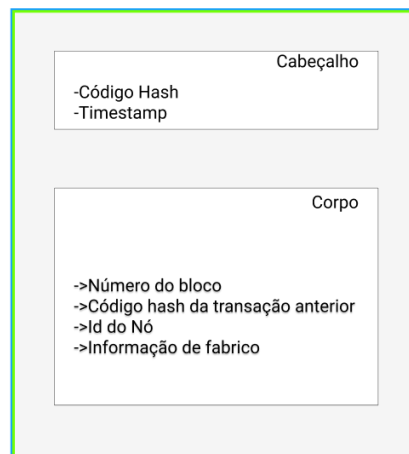 Cabeçalho
-Código Hash
-Timestamp
Corpo
->Número do bloco
->Código hash da transação anterior
->Id do Nó
->Informação de fabrico